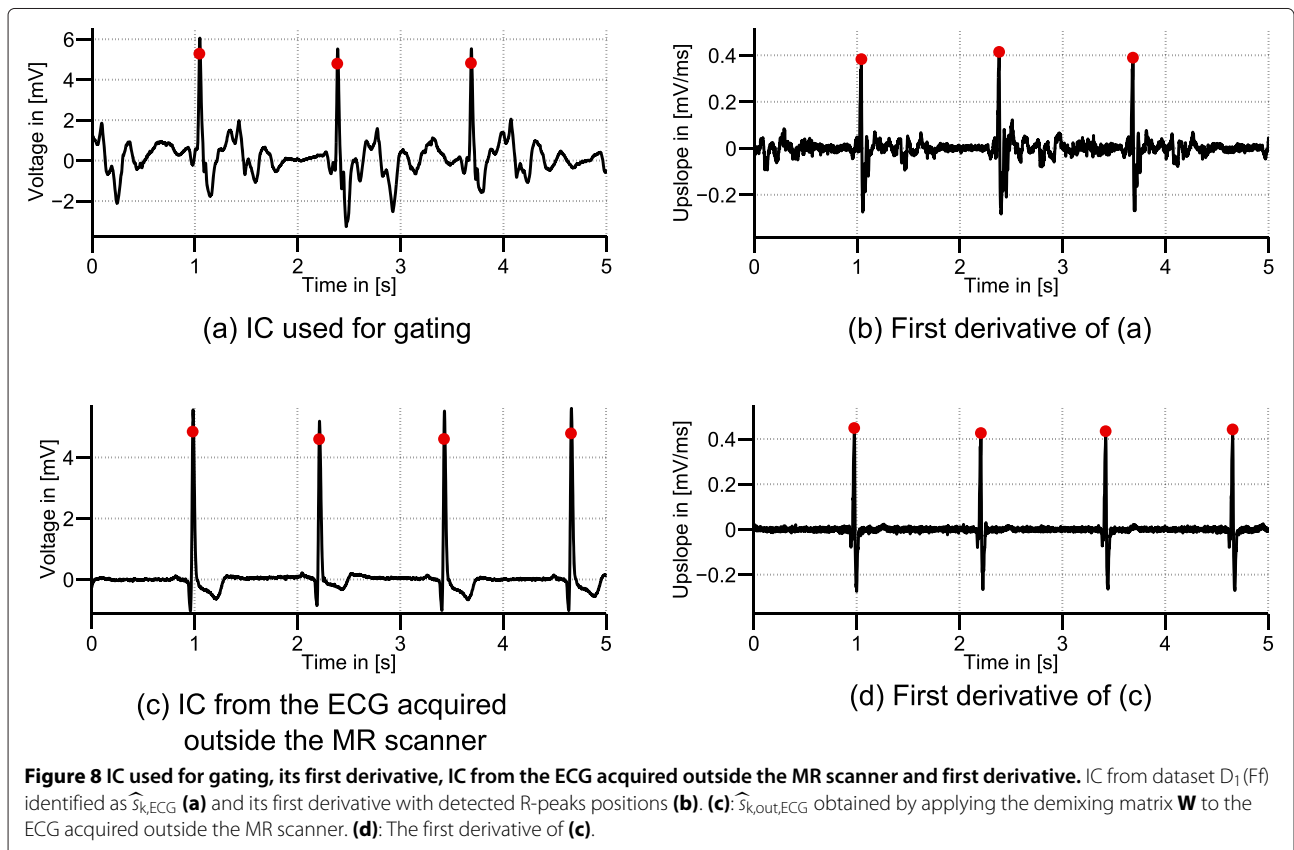 6
4
2
0
−2
Voltage in [mV]
0 1 2 3 4 5
Time in [s]
(a) IC used for gating
0.4
0.2
0
−0.2
Upslope in [mV/ms]
0 1 2 3 4 5
Time in [s]
(b) First derivative of (a)
4
2
0
Voltage in [mV]
0 1 2 3 4 5
Time in [s]
(c) IC from the ECG acquired
outside the MR scanner
0.4
0.2
0
−0.2
Upslope in [mV/ms]
0 1 2 3 4 5
Time in [s]
(d) First derivative of (c)
Figure 8 IC used for gating, its first derivative, IC from the ECG acquired outside the MR scanner and first derivative. IC from dataset D₁(Ff)
identified as ŝk,ECG (a) and its first derivative with detected R-peaks positions (b). (c): ŝk,out,ECG obtained by applying the demixing matrix W to the
ECG acquired outside the MR scanner. (d): The first derivative of (c).